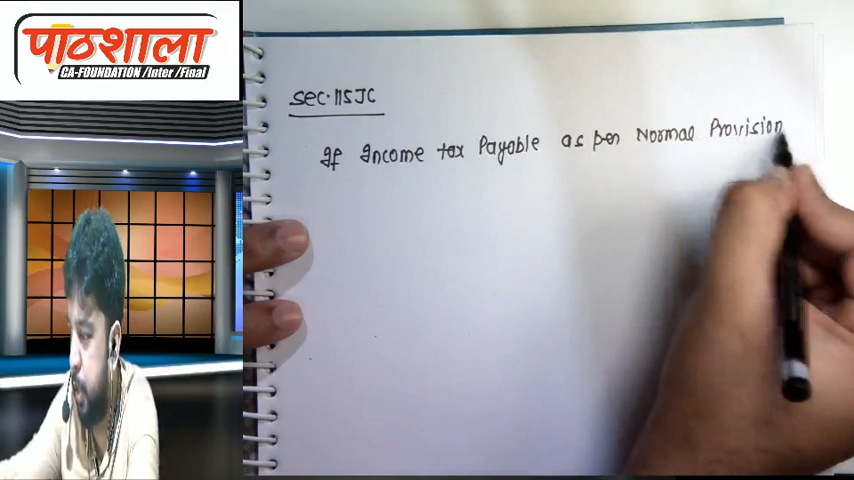 पाठशाला
CA-FOUNDATION /Inter /Final
Sec. 115JC
If Income tax Payable as per Normal Provision